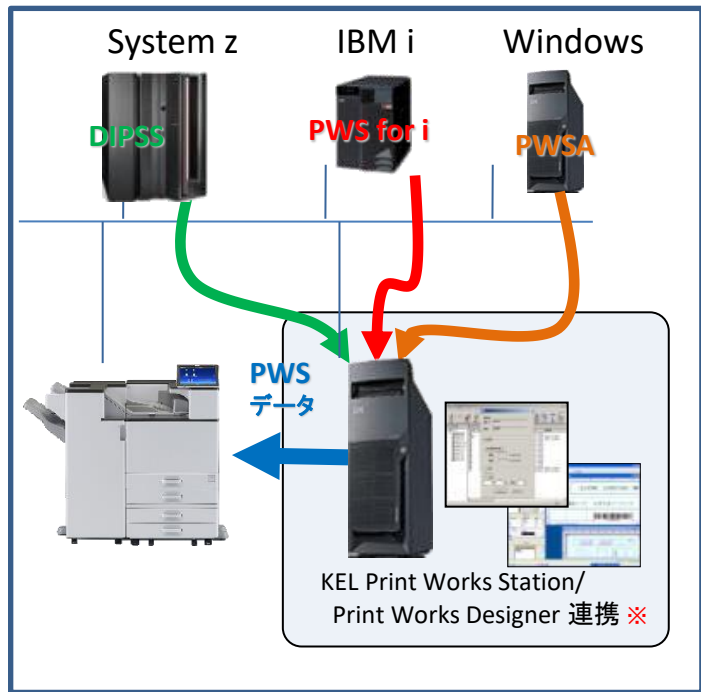 System z
IBM i
Windows
DIPSS
PWS for i
PWSA
PWS
データ
KEL Print Works Station/
Print Works Designer 連携 ※